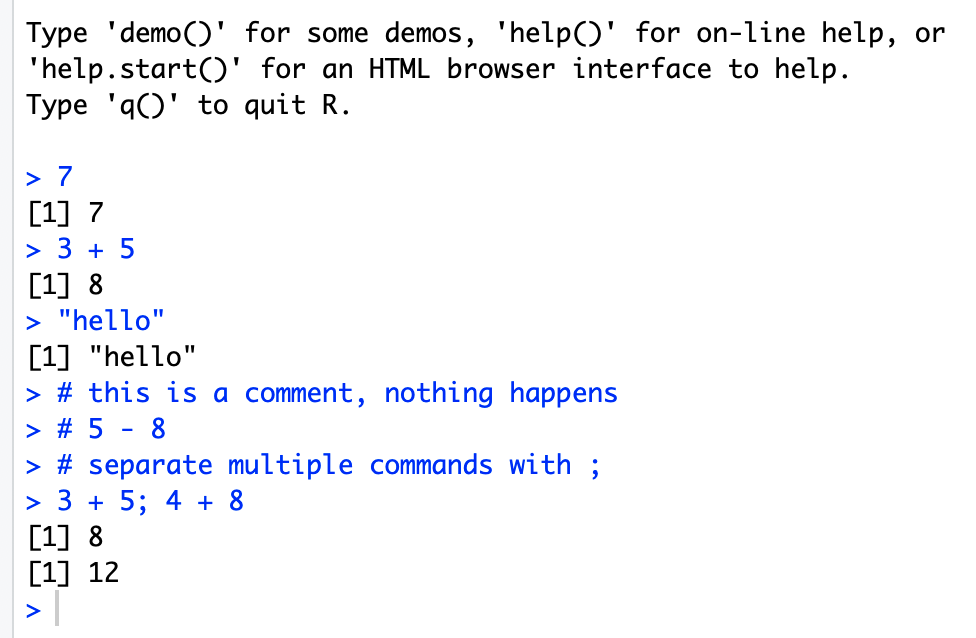 Type 'demo()' for some demos, 'help()' for on-line help, or
'help.start()' for an HTML browser interface to help.
Type 'q()' to quit R.
> 7
[1] 7
> 3 + 5
[1] 8
> "hello"
[1] "hello"
> # this is a comment, nothing happens
> # 5 - 8
> # separate multiple commands with ;
> 3 + 5; 4 + 8
[1] 8
[1] 12
>